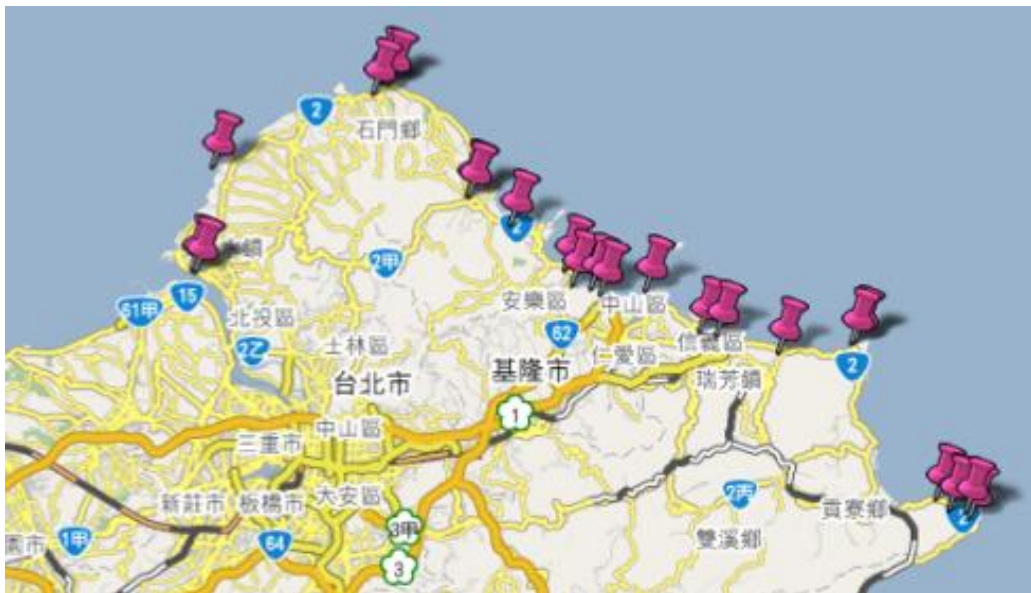 2
石門鄉
鎮
2甲
2
15
61甲
北投區
安樂區
中山區
62
2乙
士林區
仁愛區
信義區
台北市
基隆市
瑞芳鎮
2
1
中山區
三重市
新莊市
板橋市
大安區
2丙
貢寮鄉
3甲
雙溪鄉
2
1甲
市
64
3